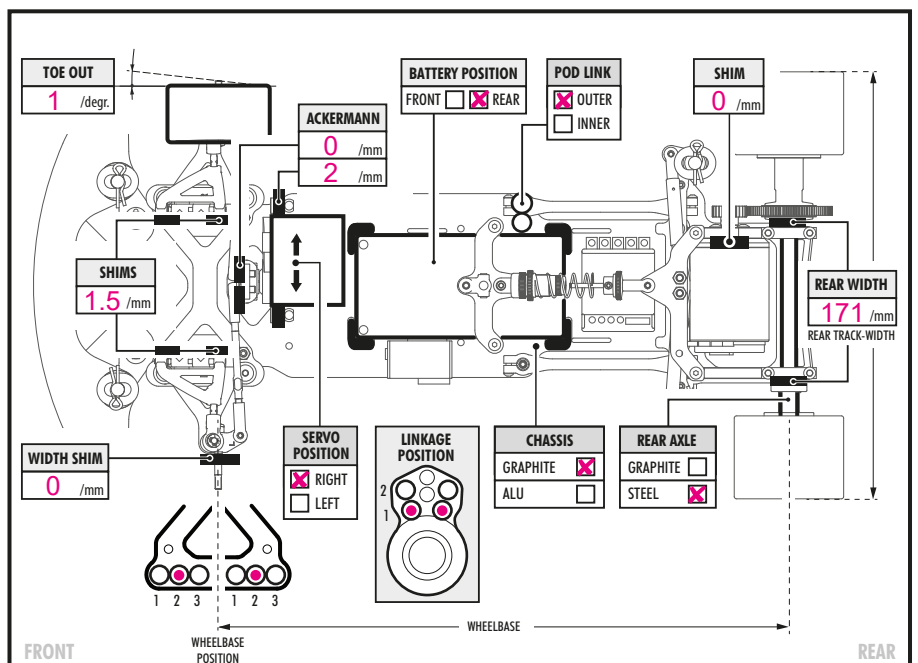 TOE OUT
1 /degr.
BATTERY POSITION
FRONT REAR
POD LINK
OUTER
INNER
SHIM
0 /mm
ACKERMANN
0 /mm
2 /mm
SHIMS
1.5 /mm
REAR WIDTH
171 /mm
REAR TRACK-WIDTH
WIDTH SHIM
0 /mm
SERVO
POSITION
RIGHT
LEFT
LINKAGE
POSITION
2
1
CHASSIS
GRAPHITE
ALU
REAR AXLE
GRAPHITE
STEEL
1 2 3 1 2 3
WHEELBASE
WHEELBASE
POSITION
FRONT
REAR